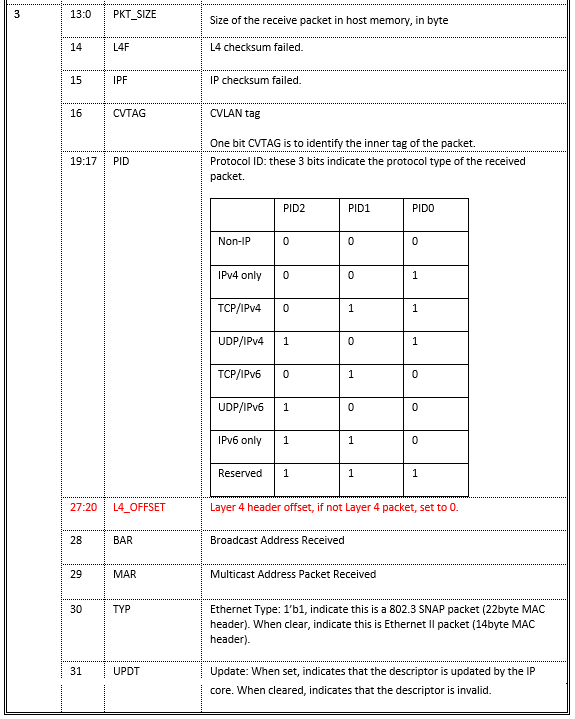 3 13:0 PKT_SIZE Size of the receive packet in host memory, in byte
14 L4F L4 checksum failed.
15 IPF IP checksum failed.
16 CVTAG CVLAN tag
One bit CVTAG is to identify the inner tag of the packet.
19:17 PID Protocol ID: these 3 bits indicate the protocol type of the received
packet.
PID2 PID1 PID0
Non-IP 0 0 0
IPv4 only 0 0 1
TCP/IPv4 0 1 1
UDP/IPv4 1 0 1
TCP/IPv6 0 1 0
UDP/IPv6 1 0 0
IPv6 only 1 1 0
Reserved 1 1 1
27:20 L4_OFFSET Layer 4 header offset, if not Layer 4 packet, set to 0.
28 BAR Broadcast Address Received
29 MAR Multicast Address Packet Received
30 TYP Ethernet Type: 1'b1, indicate this is a 802.3 SNAP packet (22byte MAC
header). When clear, indicate this is Ethernet II packet (14byte MAC
header).
31 UPDT Update: When set, indicates that the descriptor is updated by the IP
core. When cleared, indicates that the descriptor is invalid.